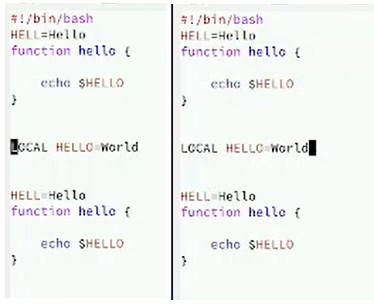 #!/bin/bash
HELL=Hello
function hello {
    echo $HELLO
}
LOCAL HELLO=World
HELL=Hello
function hello {
    echo $HELLO
}
#!/bin/bash
HELL=Hello
function hello {
    echo $HELLO
}
LOCAL HELLO=World
HELL=Hello
function hello {
    echo $HELLO
}